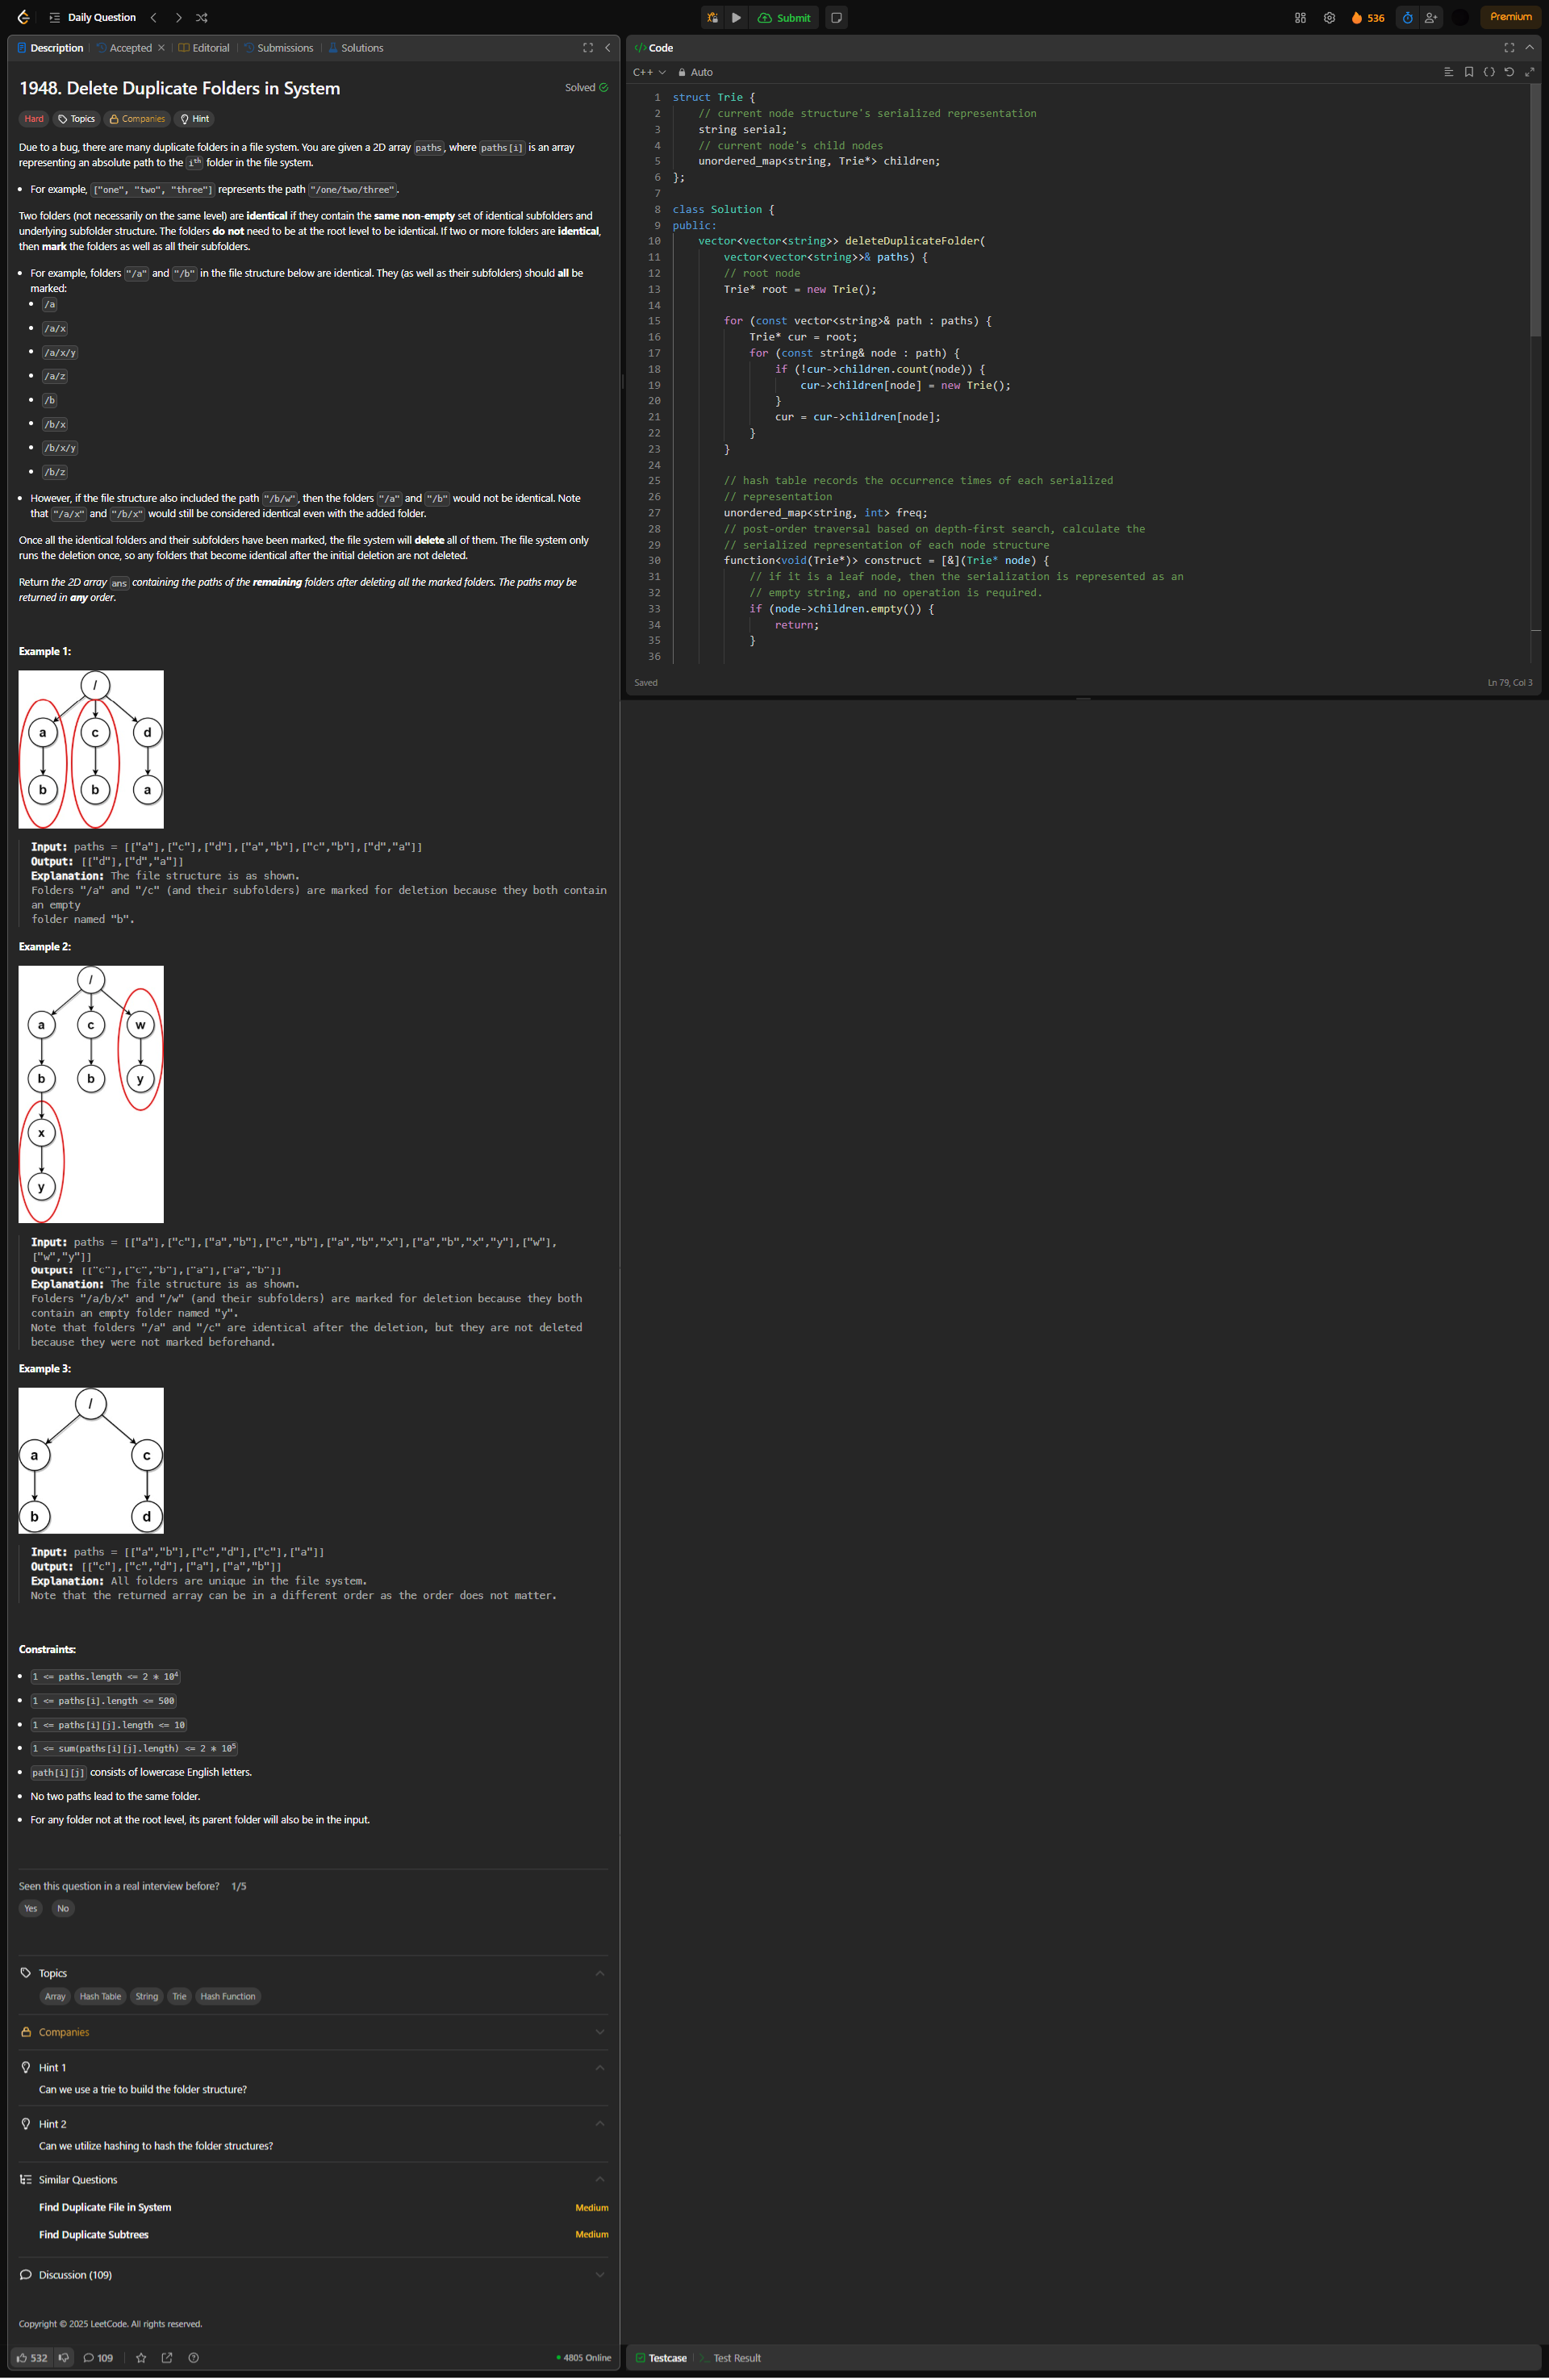 Daily Question
Submit
536
Premium
Description
Accepted
Editorial
Submissions
Solutions
1948. Delete Duplicate Folders in System
Solved
Hard
Topics
Companies
Hint
Due to a bug, there are many duplicate folders in a file system. You are given a 2D array paths, where paths[i] is an array
representing an absolute path to the ith folder in the file system.
• For example, ["one", "two", "three"] represents the path "/one/two/three".
Two folders (not necessarily on the same level) are identical if they contain the same non-empty set of identical subfolders and
underlying subfolder structure. The folders do not need to be at the root level to be identical. If two or more folders are identical,
then mark the folders as well as all their subfolders.
• For example, folders "/a" and "/b" in the file structure below are identical. They (as well as their subfolders) should all be
marked:
• /a
• /a/x
• /a/x/y
• /a/z
• /b
• /b/x
• /b/x/y
• /b/z
• However, if the file structure also included the path "/b/w", then the folders "/a" and "/b" would not be identical. Note
that "/a/x" and "/b/x" would still be considered identical even with the added folder.
Once all the identical folders and their subfolders have been marked, the file system will delete all of them. The file system only
runs the deletion once, so any folders that become identical after the initial deletion are not deleted.
Return the 2D array ans containing the paths of the remaining folders after deleting all the marked folders. The paths may be
returned in any order.
Example 1:
/
a c d
b b a
Input: paths = [["a"],["c"],["d"],["a","b"],["c","b"],["d","a"]]
Output: [["d"],["d","a"]]
Explanation: The file structure is as shown.
Folders "/a" and "/c" (and their subfolders) are marked for deletion because they both contain
an empty
folder named "b".
Example 2:
/
a c w
b b y
x
y
Input: paths = [["a"],["c"],["a","b"],["c","b"],["a","b","x"],["a","b","x","y"],["w"],
["w","y"]]
Output: [["c"],["c","b"],["a"],["a","b"]]
Explanation: The file structure is as shown.
Folders "/a/b/x" and "/w" (and their subfolders) are marked for deletion because they both
contain an empty folder named "y".
Note that folders "/a" and "/c" are identical after the deletion, but they are not deleted
because they were not marked beforehand.
Example 3:
/
a c
b d
Input: paths = [["a","b"],["c","d"],["c"],["a"]]
Output: [["c"],["c","d"],["a"],["a","b"]]
Explanation: All folders are unique in the file system.
Note that the returned array can be in a different order as the order does not matter.
Constraints:
• 1 <= paths.length <= 2 * 10⁴
• 1 <= paths[i].length <= 500
• 1 <= paths[i][j].length <= 10
• 1 <= sum(paths[i][j].length) <= 2 * 10⁵
• path[i][j] consists of lowercase English letters.
• No two paths lead to the same folder.
• For any folder not at the root level, its parent folder will also be in the input.
Seen this question in a real interview before? 1/5
Yes No
Topics
Array Hash Table String Trie Hash Function
Companies
Hint 1
Can we use a trie to build the folder structure?
Hint 2
Can we utilize hashing to hash the folder structures?
Similar Questions
Find Duplicate File in System Medium
Find Duplicate Subtrees Medium
Discussion (109)
Copyright © 2025 LeetCode. All rights reserved.
532 109 4805 Online
</> Code
C++ Auto
1 struct Trie {
2 // current node structure's serialized representation
3 string serial;
4 // current node's child nodes
5 unordered_map<string, Trie*> children;
6 };
7
8 class Solution {
9 public:
10 vector<vector<string>> deleteDuplicateFolder(
11 vector<vector<string>>& paths) {
12 // root node
13 Trie* root = new Trie();
14
15 for (const vector<string>& path : paths) {
16 Trie* cur = root;
17 for (const string& node : path) {
18 if (!cur->children.count(node)) {
19 cur->children[node] = new Trie();
20 }
21 cur = cur->children[node];
22 }
23 }
24
25 // hash table records the occurrence times of each serialized
26 // representation
27 unordered_map<string, int> freq;
28 // post-order traversal based on depth-first search, calculate the
29 // serialized representation of each node structure
30 function<void(Trie*)> construct = [&](Trie* node) {
31 // if it is a leaf node, then the serialization is represented as an
32 // empty string, and no operation is required.
33 if (node->children.empty()) {
34 return;
35 }
36
Saved Ln 79, Col 3
Testcase
Test Result